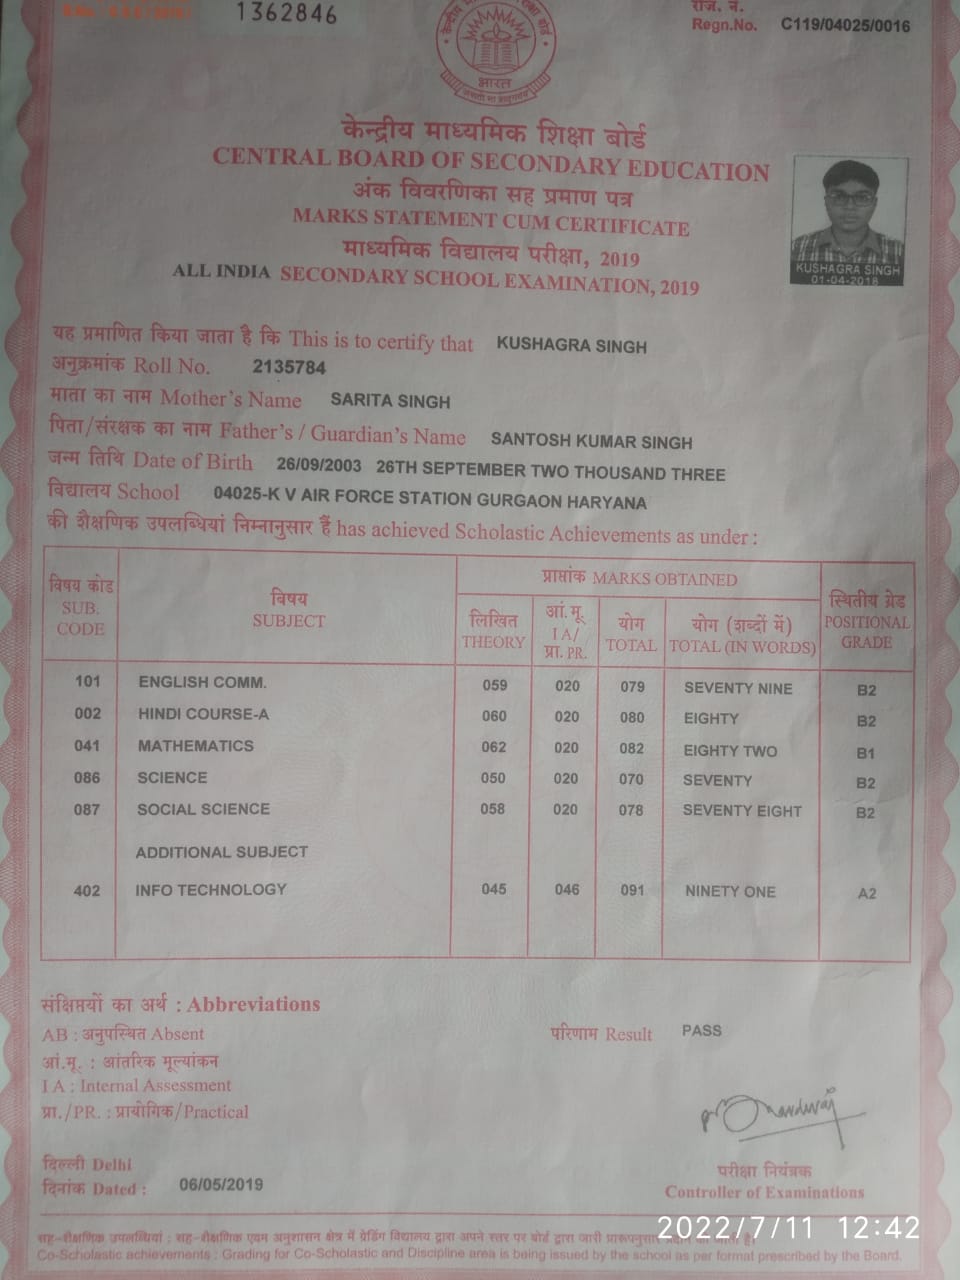 1362846
राज. न.
Regn.No. C119/04025/0016
भारत
केन्द्रीय माध्यमिक शिक्षा बोर्ड
CENTRAL BOARD OF SECONDARY EDUCATION
अंक विवरणिका सह प्रमाण पत्र
MARKS STATEMENT CUM CERTIFICATE
माध्यमिक विद्यालय परीक्षा, 2019
ALL INDIA SECONDARY SCHOOL EXAMINATION, 2019
KUSHAGRA SINGH
01-04-2018
यह प्रमाणित किया जाता है कि This is to certify that KUSHAGRA SINGH
अनुक्रमांक Roll No. 2135784
माता का नाम Mother's Name SARITA SINGH
पिता/संरक्षक का नाम Father's / Guardian's Name SANTOSH KUMAR SINGH
जन्म तिथि Date of Birth 26/09/2003 26TH SEPTEMBER TWO THOUSAND THREE
विद्यालय School 04025-K V AIR FORCE STATION GURGAON HARYANA
की शैक्षणिक उपलब्धियां निम्नानुसार हैं has achieved Scholastic Achievements as under :
विषय कोड SUB. CODE
विषय SUBJECT
प्राप्तांक MARKS OBTAINED
लिखित THEORY
आं.मू. I A/ प्रा. PR.
योग TOTAL
योग (शब्दों में) TOTAL (IN WORDS)
स्थितीय ग्रेड POSITIONAL GRADE
101 ENGLISH COMM. 059 020 079 SEVENTY NINE B2
002 HINDI COURSE-A 060 020 080 EIGHTY B2
041 MATHEMATICS 062 020 082 EIGHTY TWO B1
086 SCIENCE 050 020 070 SEVENTY B2
087 SOCIAL SCIENCE 058 020 078 SEVENTY EIGHT B2
ADDITIONAL SUBJECT
402 INFO TECHNOLOGY 045 046 091 NINETY ONE A2
संक्षिप्तियों का अर्थ : Abbreviations
AB : अनुपस्थित Absent
परिणाम Result PASS
आं.मू. : आंतरिक मूल्यांकन
I A : Internal Assessment
प्रा./PR. : प्रायोगिक/Practical
दिल्ली Delhi
दिनांक Dated : 06/05/2019
परीक्षा नियंत्रक
Controller of Examinations
2022/7/11 12:42
सह-शैक्षणिक उपलब्धियां : सह-शैक्षणिक एवम अनुशासन क्षेत्र में ग्रेडिंग विद्यालय द्वारा अपने स्तर पर बोर्ड द्वारा जारी प्रारूपनुसार
Co-Scholastic achievements : Grading for Co-Scholastic and Discipline area is being issued by the school as per format prescribed by the Board.